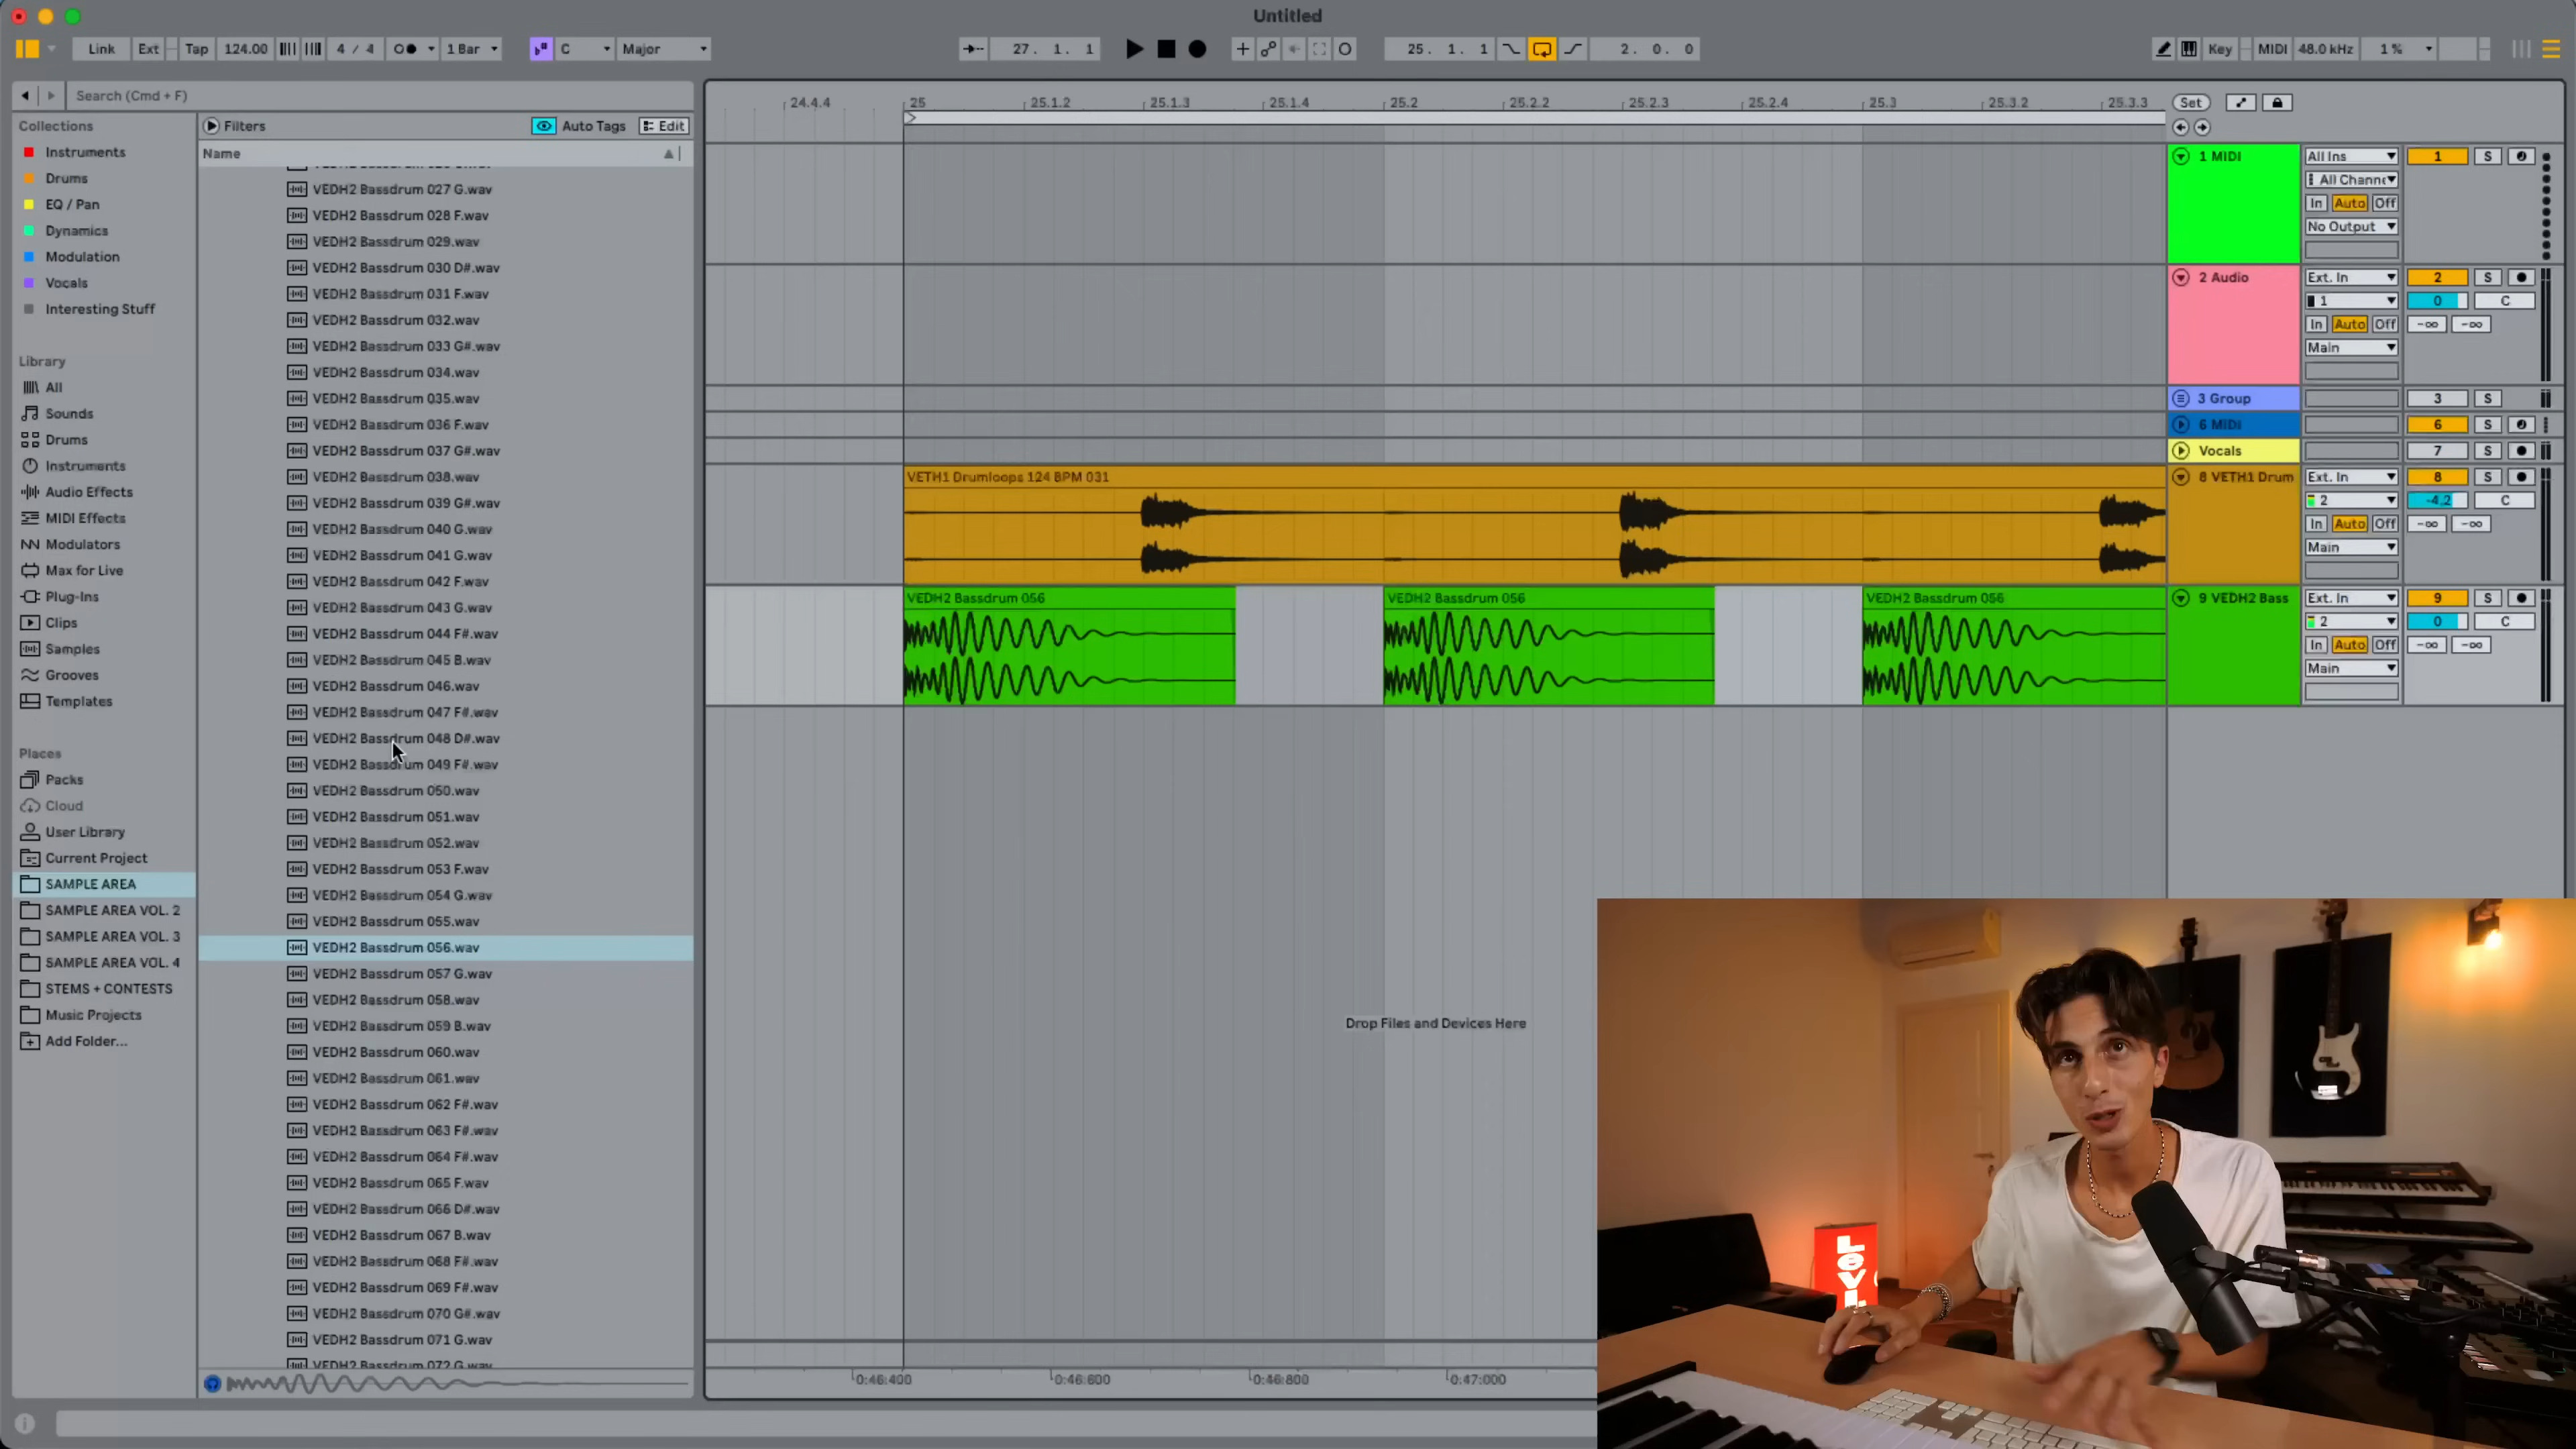 Untitled
Link Ext Tap 124.00 4 / 4 1 Bar C Major 27. 1. 1 25. 1. 1 2. 0. 0 Key MIDI 48.0 kHz 1 %
Search (Cmd + F)
Collections
Instruments
Drums
EQ / Pan
Dynamics
Modulation
Vocals
Interesting Stuff
Library
All
Sounds
Drums
Instruments
Audio Effects
MIDI Effects
Modulators
Max for Live
Plug-Ins
Clips
Samples
Grooves
Templates
Places
Packs
Cloud
User Library
Current Project
SAMPLE AREA
SAMPLE AREA VOL. 2
SAMPLE AREA VOL. 3
SAMPLE AREA VOL. 4
STEMS + CONTESTS
Music Projects
Add Folder...
Filters Auto Tags Edit
Name
VEDH2 Bassdrum 027 G.wav
VEDH2 Bassdrum 028 F.wav
VEDH2 Bassdrum 029.wav
VEDH2 Bassdrum 030 D#.wav
VEDH2 Bassdrum 031 F.wav
VEDH2 Bassdrum 032.wav
VEDH2 Bassdrum 033 G#.wav
VEDH2 Bassdrum 034.wav
VEDH2 Bassdrum 035.wav
VEDH2 Bassdrum 036 F.wav
VEDH2 Bassdrum 037 G#.wav
VEDH2 Bassdrum 038.wav
VEDH2 Bassdrum 039 G#.wav
VEDH2 Bassdrum 040 G.wav
VEDH2 Bassdrum 041 G.wav
VEDH2 Bassdrum 042 F.wav
VEDH2 Bassdrum 043 G.wav
VEDH2 Bassdrum 044 F#.wav
VEDH2 Bassdrum 045 B.wav
VEDH2 Bassdrum 046.wav
VEDH2 Bassdrum 047 F#.wav
VEDH2 Bassdrum 048 D#.wav
VEDH2 Bassdrum 049 F#.wav
VEDH2 Bassdrum 050.wav
VEDH2 Bassdrum 051.wav
VEDH2 Bassdrum 052.wav
VEDH2 Bassdrum 053 F.wav
VEDH2 Bassdrum 054 G.wav
VEDH2 Bassdrum 055.wav
VEDH2 Bassdrum 056.wav
VEDH2 Bassdrum 057 G.wav
VEDH2 Bassdrum 058.wav
VEDH2 Bassdrum 059 B.wav
VEDH2 Bassdrum 060.wav
VEDH2 Bassdrum 061.wav
VEDH2 Bassdrum 062 F#.wav
VEDH2 Bassdrum 063 F#.wav
VEDH2 Bassdrum 064 F#.wav
VEDH2 Bassdrum 065 F.wav
VEDH2 Bassdrum 066 D#.wav
VEDH2 Bassdrum 067 B.wav
VEDH2 Bassdrum 068 F#.wav
VEDH2 Bassdrum 069 F#.wav
VEDH2 Bassdrum 070 G#.wav
VEDH2 Bassdrum 071 G.wav
VEDH2 Bassdrum 072 G.wav
24.4.4 25 25.1.2 25.1.3 25.1.4 25.2 25.2.2 25.2.3 25.2.4 25.3 25.3.2 25.3.3 Set
VETH1 Drumloops 124 BPM 031
VEDH2 Bassdrum 056 VEDH2 Bassdrum 056 VEDH2 Bassdrum 056
Drop Files and Devices Here
0:46:400 0:46:600 0:46:800 0:47:000
1 MIDI All Ins 1 S
All Channe
In Auto Off
No Output
2 Audio Ext. In 2 S
1 0 C
In Auto Off -∞ -∞
Main
3 Group 3 S
6 MIDI 6 S
Vocals 7 S
8 VETH1 Drum Ext. In 8 S
2 -4.2 C
In Auto Off -∞ -∞
Main
9 VEDH2 Bass Ext. In 9 S
2 0 C
In Auto Off -∞ -∞
Main
LeVL